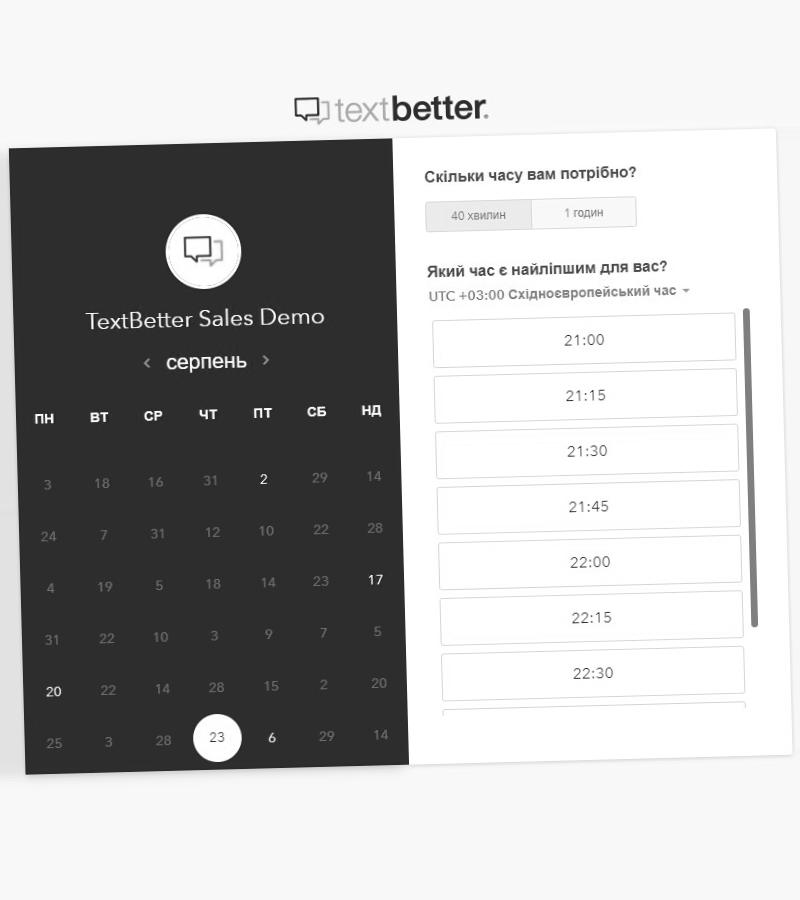 textbetter.
TextBetter Sales Demo
серпень
ПН ВТ СР ЧТ ПТ СБ НД
3 18 16 31 2 29 14
24 7 31 12 10 22 28
4 19 5 18 14 23 17
31 22 10 3 9 7 5
20 22 14 28 15 2 20
25 3 28 23 6 29 14
Скільки часу вам потрібно?
40 хвилин 1 годин
Який час є найліпшим для вас?
UTC +03:00 Східноєвропейський час
21:00
21:15
21:30
21:45
22:00
22:15
22:30